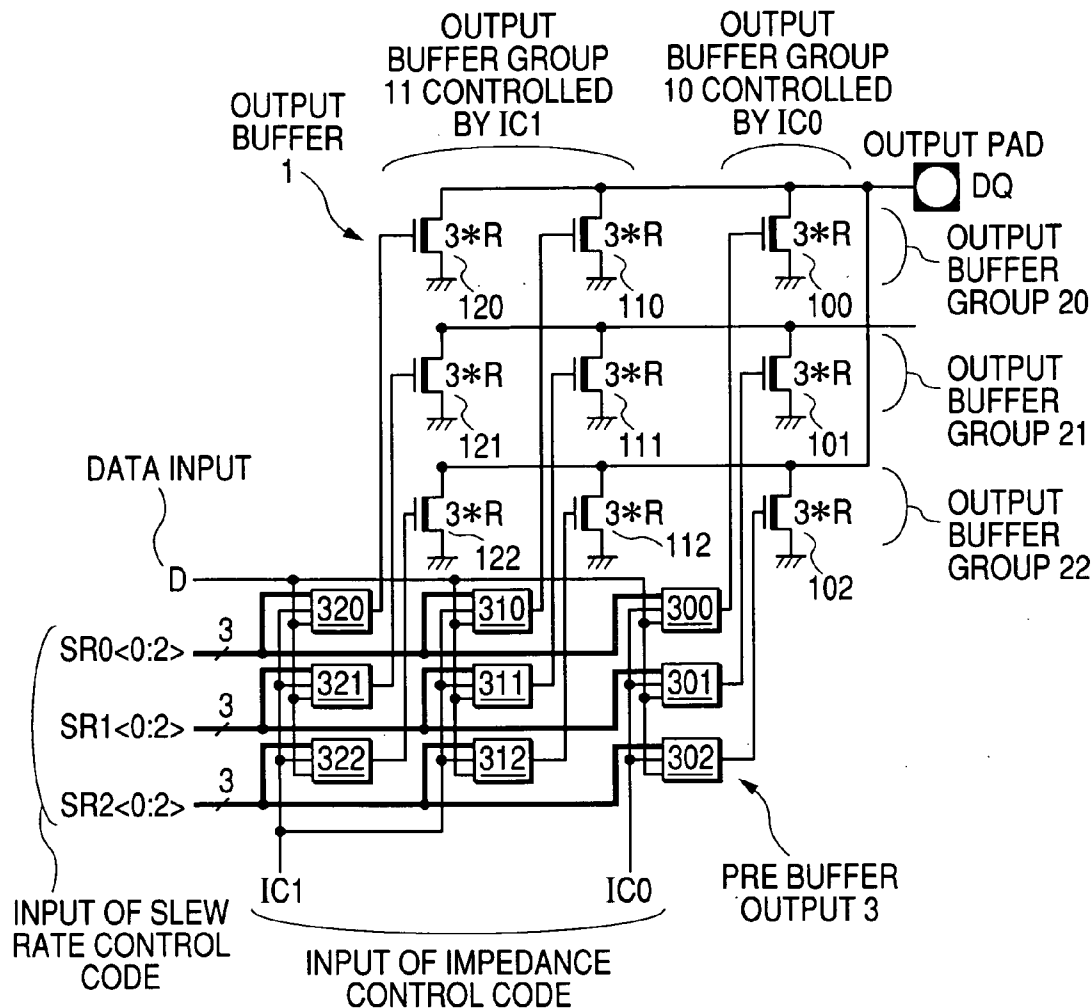 OUTPUT
BUFFER GROUP
11 CONTROLLED
BY IC1
OUTPUT
BUFFER GROUP
10 CONTROLLED
BY IC0
OUTPUT
BUFFER
1
OUTPUT PAD
DQ
3*R
120
3*R
110
3*R
100
OUTPUT
BUFFER
GROUP 20
3*R
121
3*R
111
3*R
101
OUTPUT
BUFFER
GROUP 21
DATA INPUT
3*R
122
3*R
112
3*R
102
OUTPUT
BUFFER
GROUP 22
D
320
310
300
SR0<0:2>
3
321
311
301
SR1<0:2>
3
322
312
302
SR2<0:2>
3
IC1
IC0
PRE BUFFER
OUTPUT 3
INPUT OF SLEW
RATE CONTROL
CODE
INPUT OF IMPEDANCE
CONTROL CODE